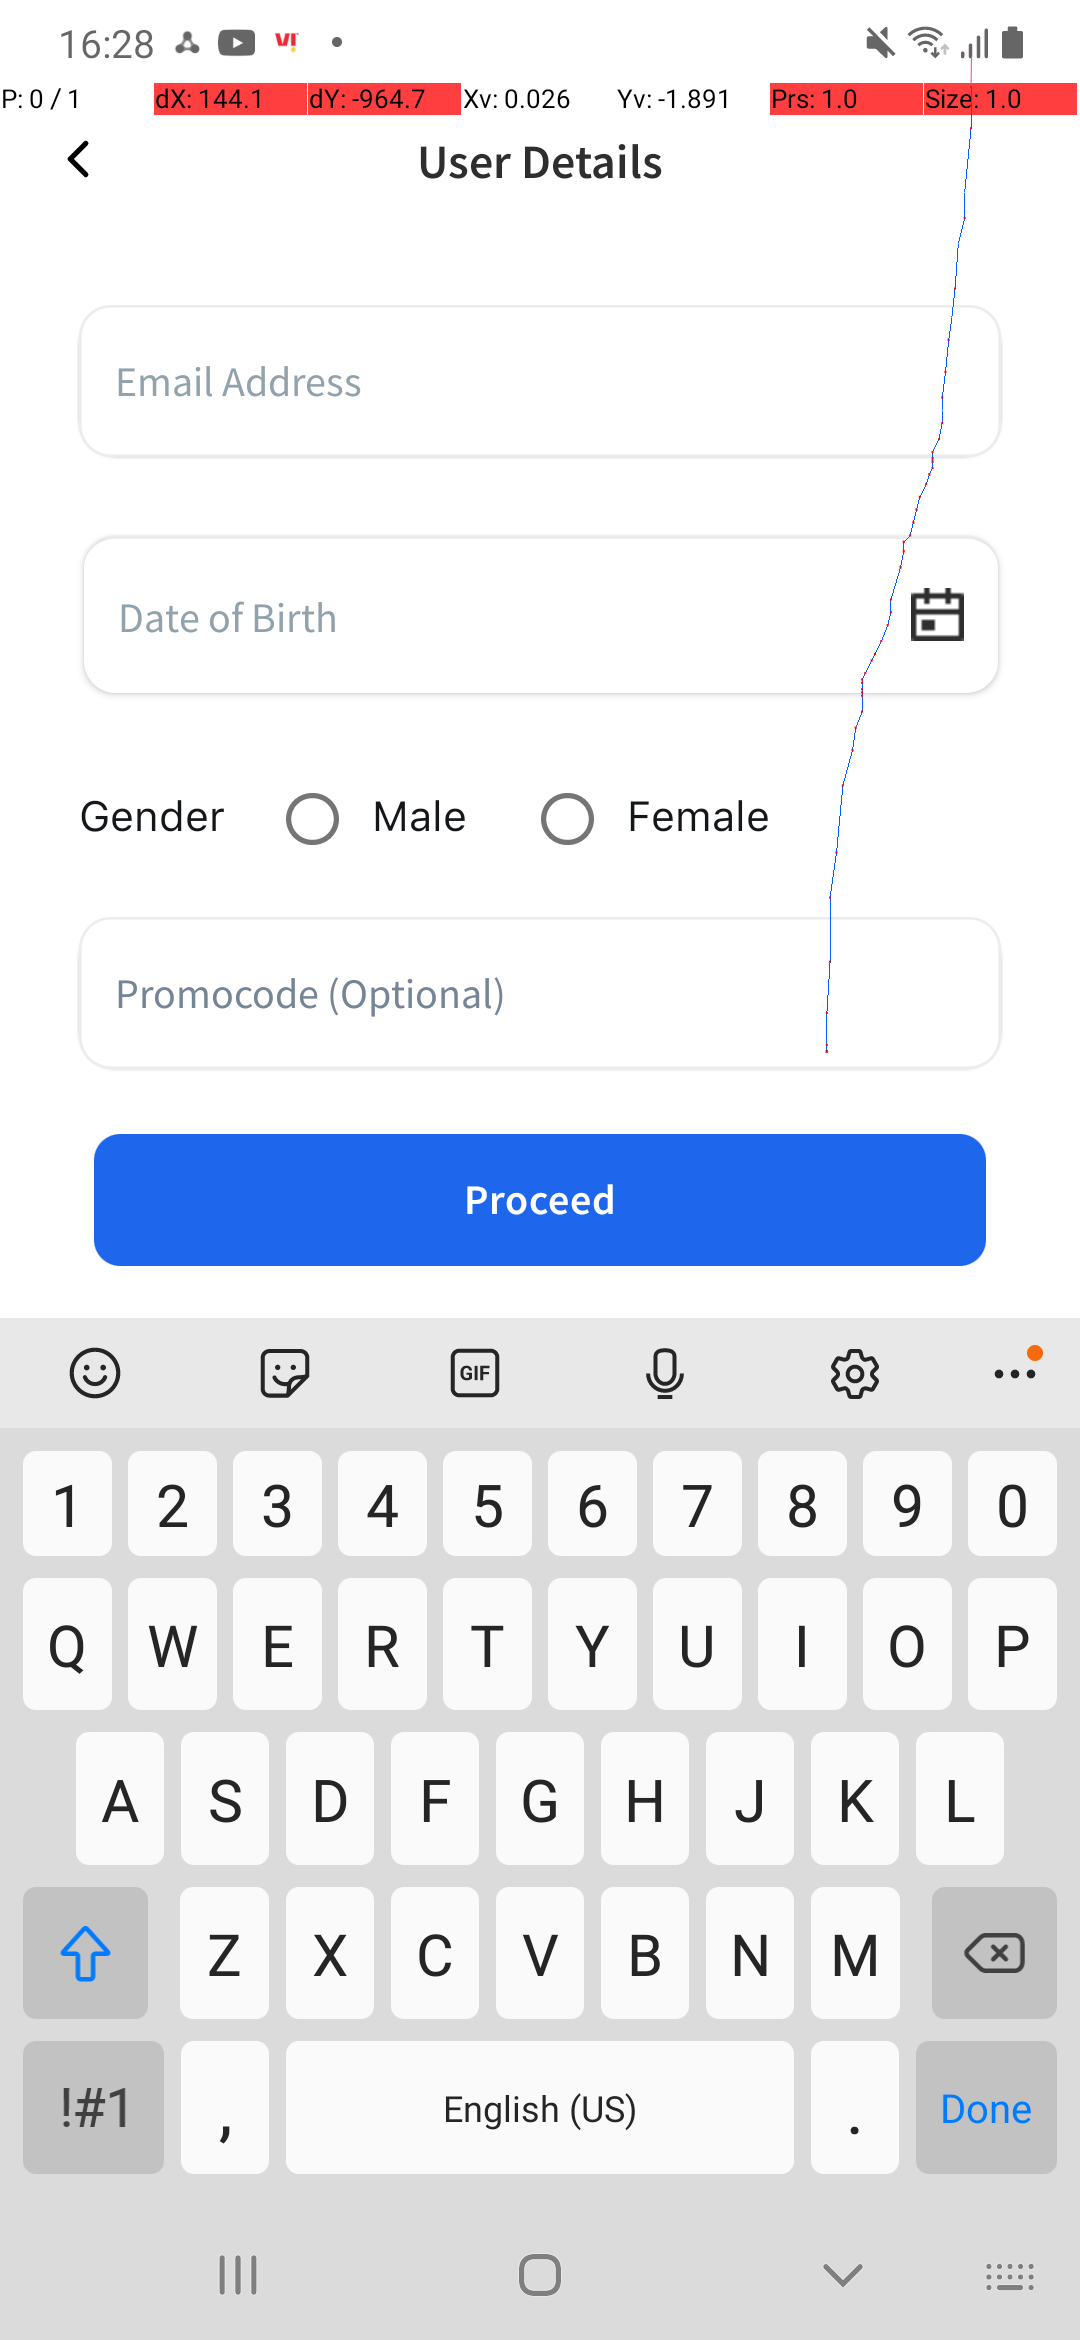 16:28 VI!
P: 0 / 1 dX: 144.1 dY: -964.7 Xv: 0.026 Yv: -1.891 Prs: 1.0 Size: 1.0
User Details
Email Address
Date of Birth
Gender Male Female
Promocode (Optional)
Proceed
GIF
1 2 3 4 5 6 7 8 9 0
Q W E R T Y U I O P
A S D F G H J K L
Z X C V B N M
!#1 , English (US) . Done